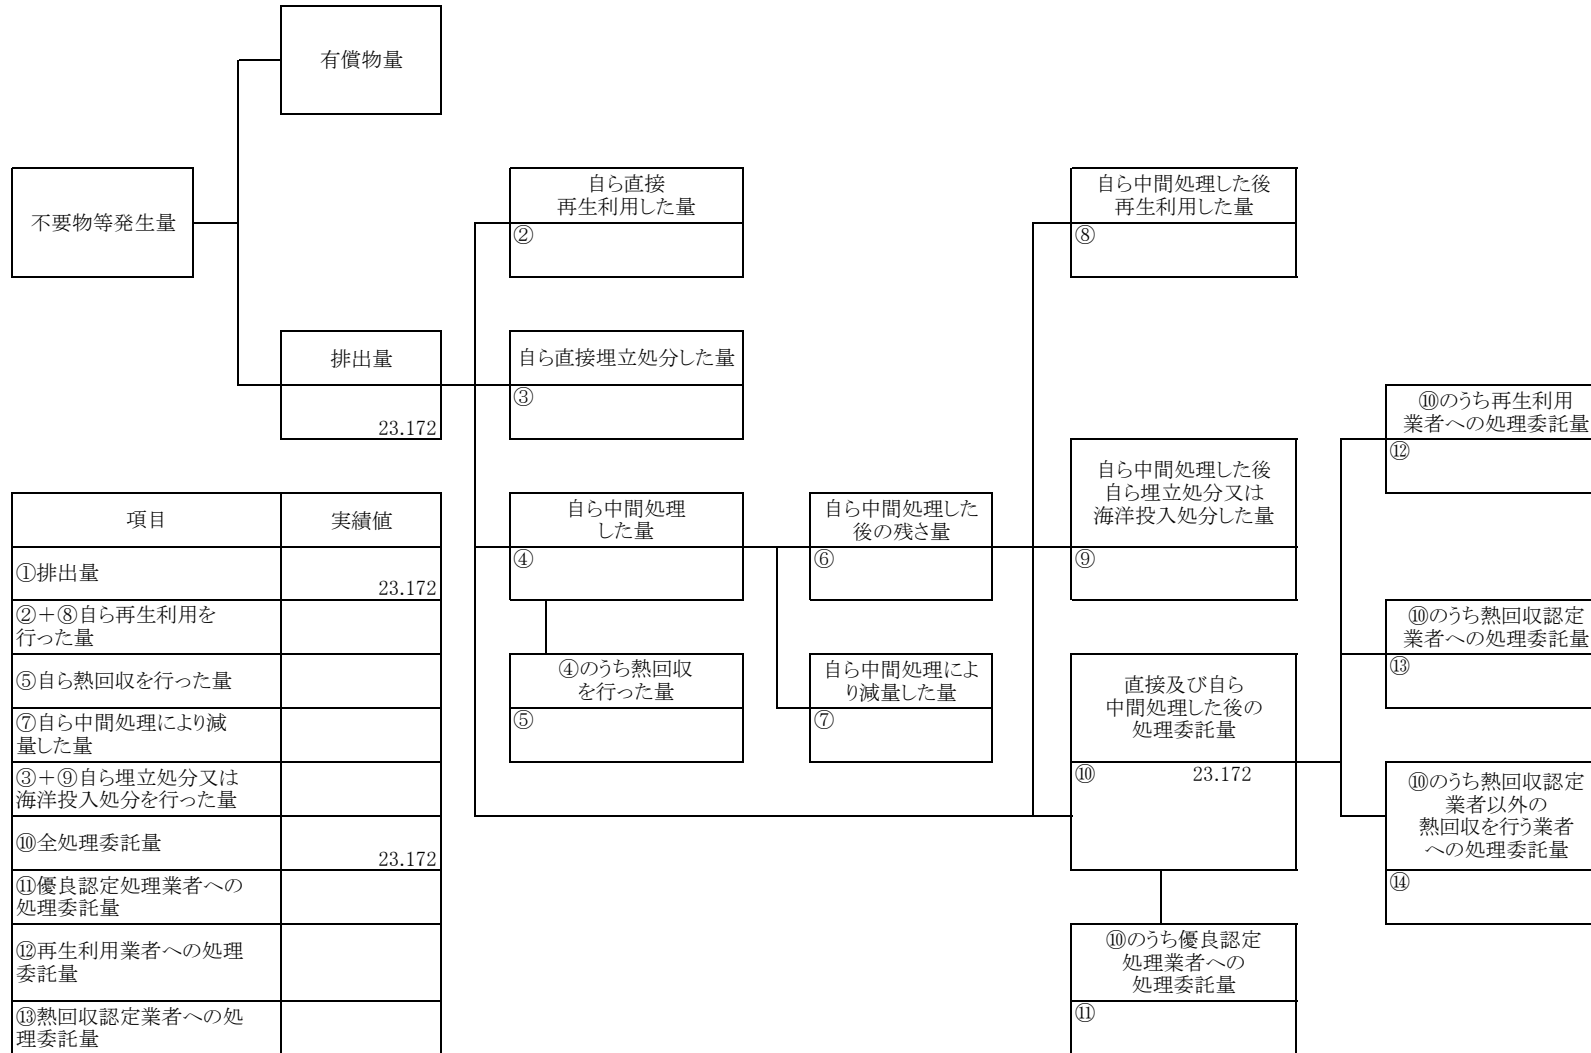 有償物量
不要物等発生量
自ら直接
再生利用した量
②
自ら中間処理した後
再生利用した量
⑧
排出量
23.172
自ら直接埋立処分した量
③
⑩のうち再生利用
業者への処理委託量
⑫
自ら中間処理した後
自ら埋立処分又は
海洋投入処分した量
⑨
自ら中間処理
した量
④
自ら中間処理した
後の残さ量
⑥
⑩のうち熱回収認定
業者への処理委託量
⑬
④のうち熱回収
を行った量
⑤
自ら中間処理によ
り減量した量
⑦
直接及び自ら
中間処理した後の
処理委託量
⑩ 23.172
⑩のうち熱回収認定
業者以外の
熱回収を行う業者
への処理委託量
⑭
⑩のうち優良認定
処理業者への
処理委託量
⑪
項目 実績値
①排出量 23.172
②+⑧自ら再生利用を
行った量
⑤自ら熱回収を行った量
⑦自ら中間処理により減
量した量
③+⑨自ら埋立処分又は
海洋投入処分を行った量
⑩全処理委託量 23.172
⑪優良認定処理業者への
処理委託量
⑫再生利用業者への処理
委託量
⑬熱回収認定業者への処
理委託量